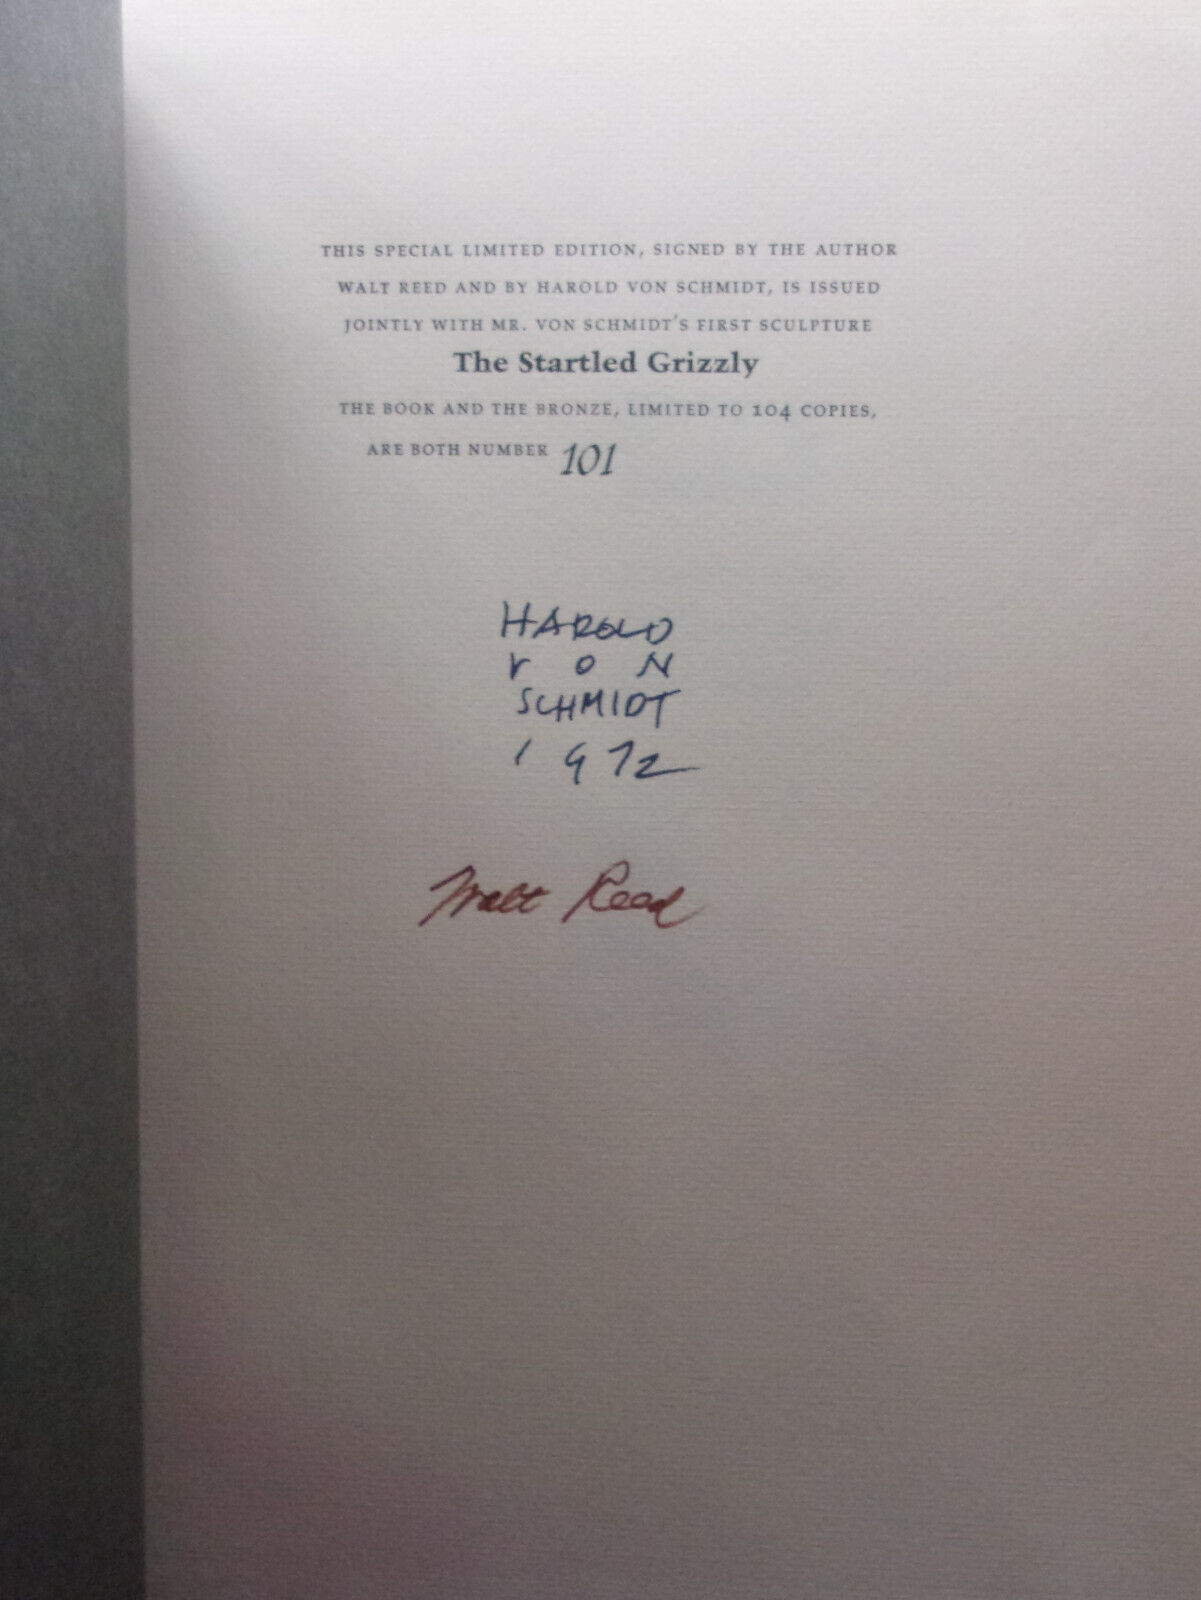 THIS SPECIAL LIMITED EDITION, SIGNED BY THE AUTHOR
WALT REED AND BY HAROLD VON SCHMIDT, IS ISSUED
JOINTLY WITH MR. VON SCHMIDT'S FIRST SCULPTURE
The Startled Grizzly
THE BOOK AND THE BRONZE, LIMITED TO 104 COPIES,
ARE BOTH NUMBER 101
HAROLD
VON
SCHMIDT
1972
Walt Reed